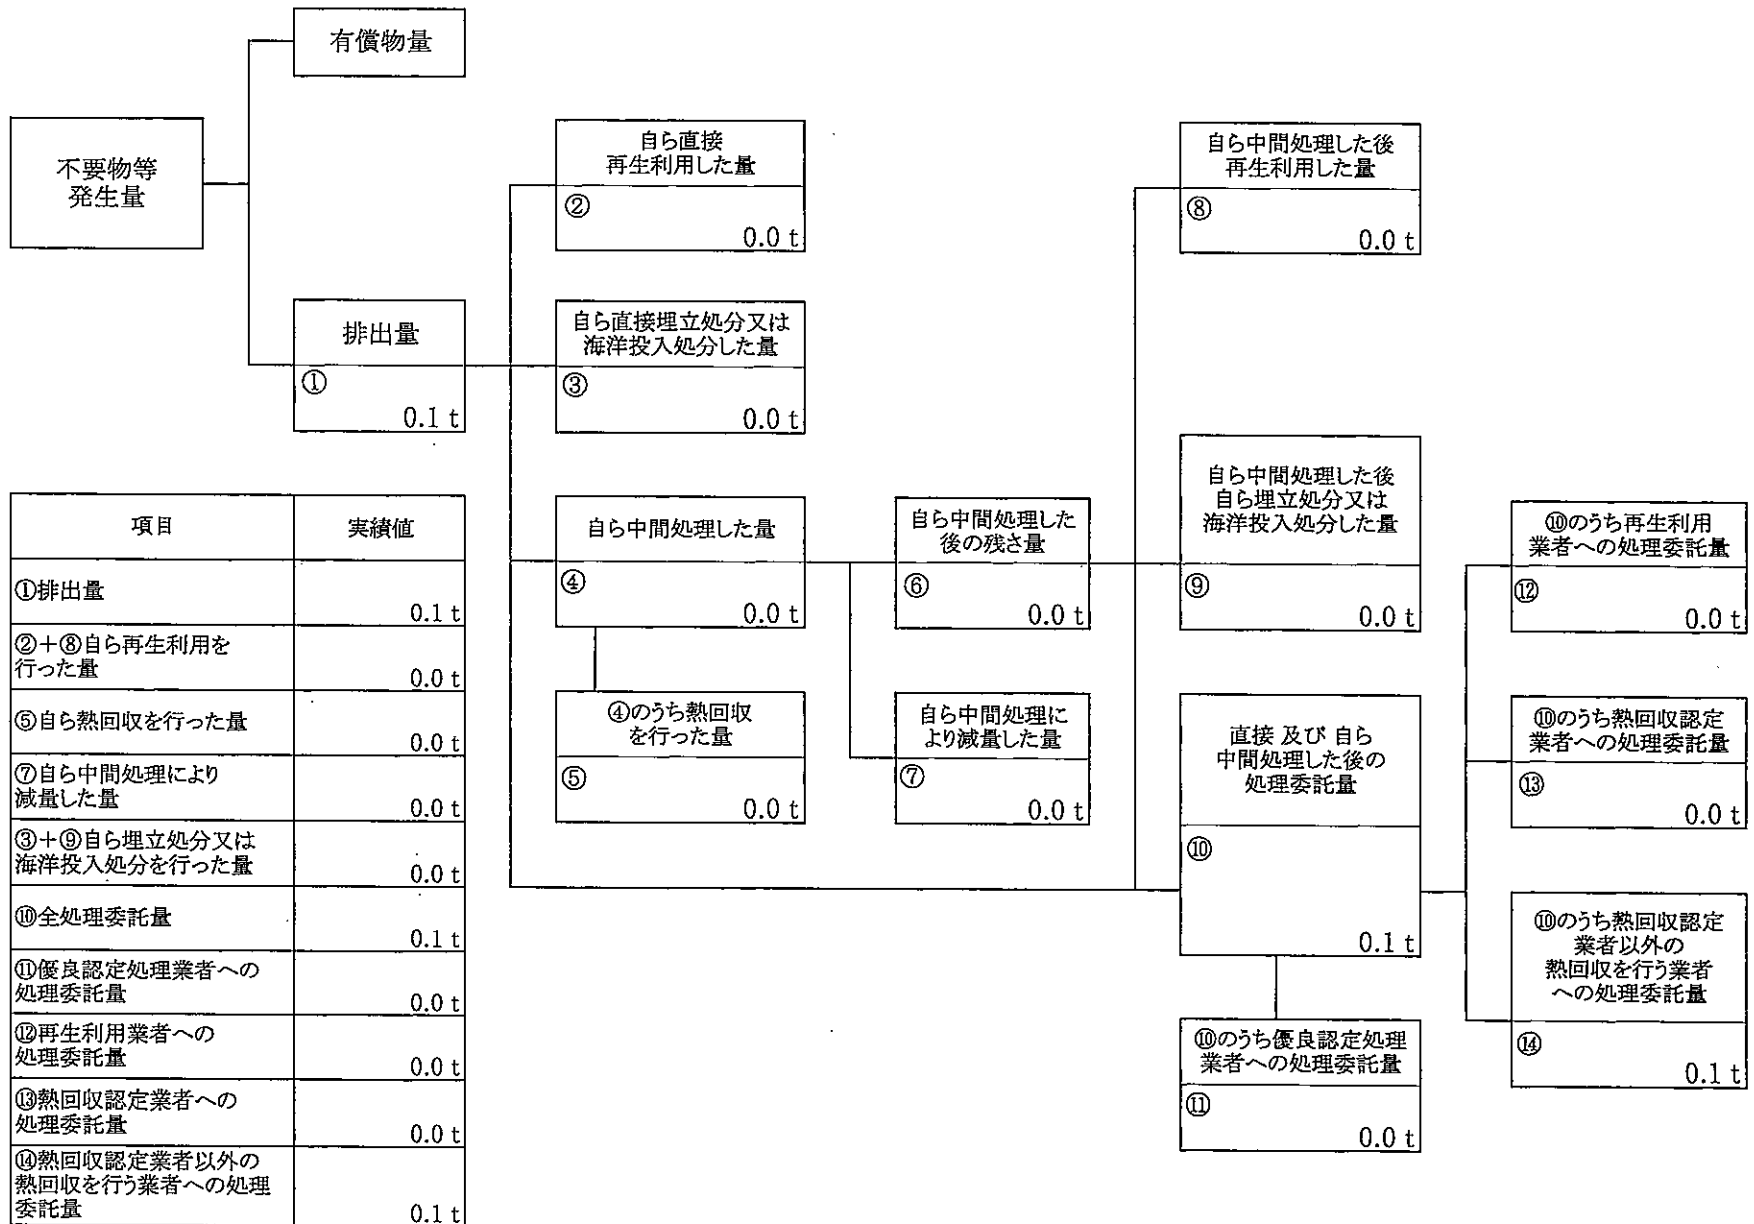 有償物量
不要物等
発生量
排出量
①
0.1 t
自ら直接
再生利用した量
②
0.0 t
自ら直接埋立処分又は
海洋投入処分した量
③
0.0 t
自ら中間処理した量
④
0.0 t
④のうち熱回収
を行った量
⑤
0.0 t
自ら中間処理した
後の残さ量
⑥
0.0 t
自ら中間処理に
より減量した量
⑦
0.0 t
自ら中間処理した後
再生利用した量
⑧
0.0 t
自ら中間処理した後
自ら埋立処分又は
海洋投入処分した量
⑨
0.0 t
直接 及び 自ら
中間処理した後の
処理委託量
⑩
0.1 t
⑩のうち優良認定処理
業者への処理委託量
⑪
0.0 t
⑩のうち再生利用
業者への処理委託量
⑫
0.0 t
⑩のうち熱回収認定
業者への処理委託量
⑬
0.0 t
⑩のうち熱回収認定
業者以外の
熱回収を行う業者
への処理委託量
⑭
0.1 t
項目 実績値
①排出量
0.1 t
②+⑧自ら再生利用を
行った量
0.0 t
⑤自ら熱回収を行った量
0.0 t
⑦自ら中間処理により
減量した量
0.0 t
③+⑨自ら埋立処分又は
海洋投入処分を行った量
0.0 t
⑩全処理委託量
0.1 t
⑪優良認定処理業者への
処理委託量
0.0 t
⑫再生利用業者への
処理委託量
0.0 t
⑬熱回収認定業者への
処理委託量
0.0 t
⑭熱回収認定業者以外の
熱回収を行う業者への処理
委託量
0.1 t